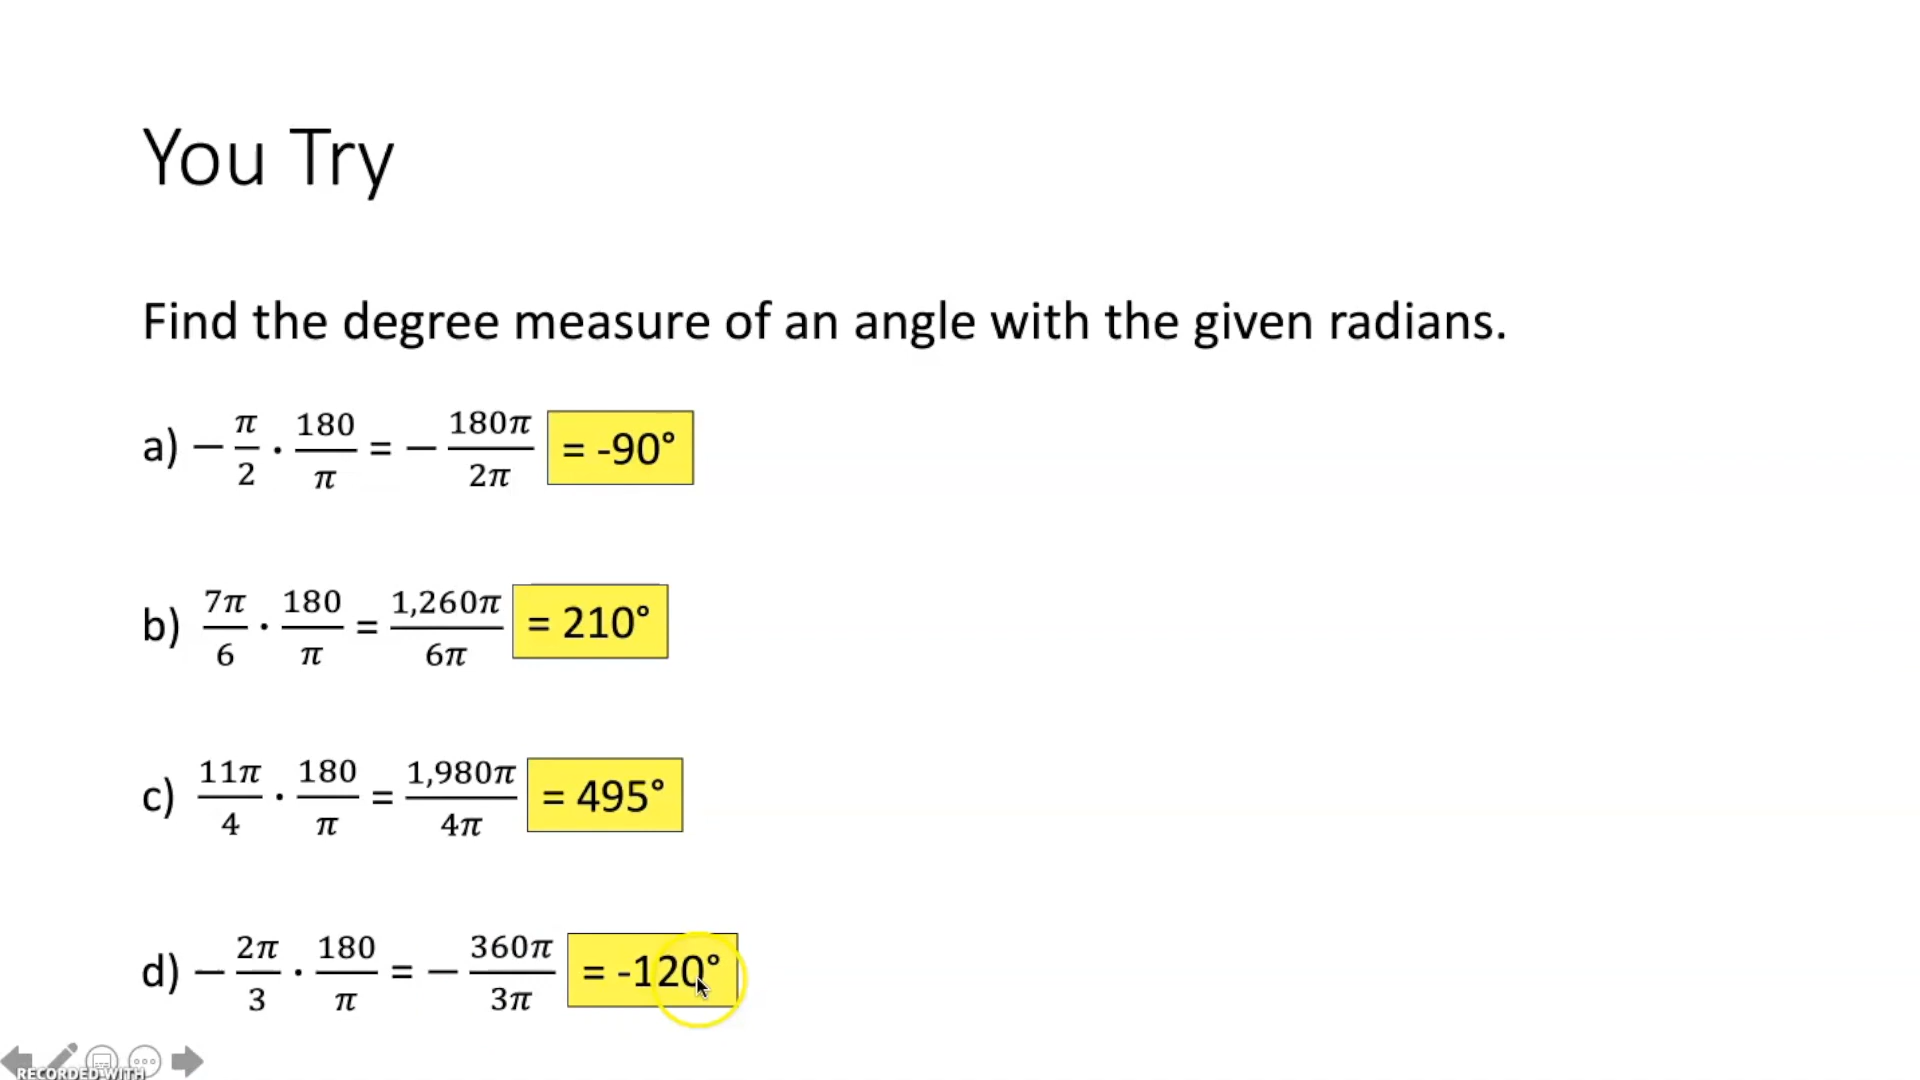 You Try
Find the degree measure of an angle with the given radians.
a) −π/2 · 180/π = − 180π/2π = -90°
b) 7π/6 · 180/π = 1,260π/6π = 210°
c) 11π/4 · 180/π = 1,980π/4π = 495°
d) − 2π/3 · 180/π = − 360π/3π = -120°
RECORDED WITH